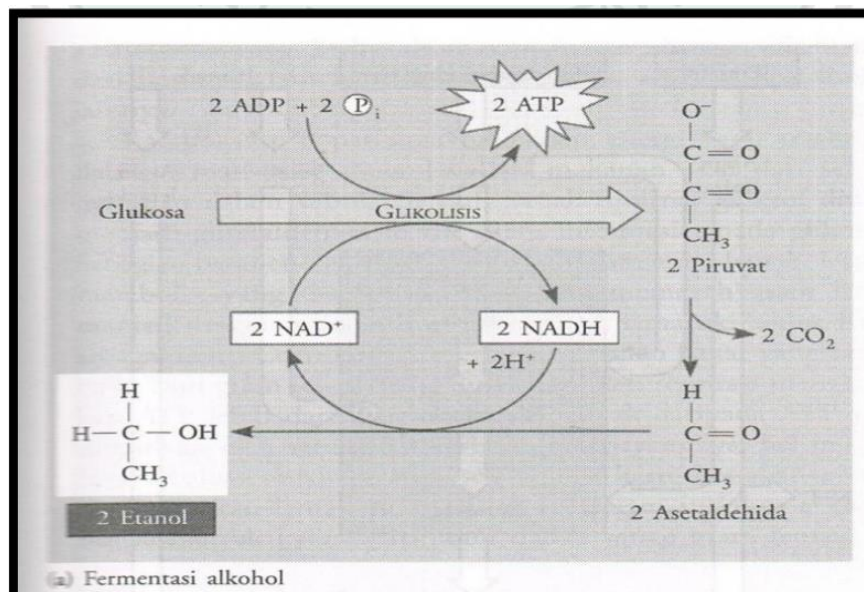 2 ADP + 2 Pᵢ
2 ATP
Glukosa
GLIKOLISIS
O⁻
C = O
C = O
CH₃
2 Piruvat
2 NAD⁺
2 NADH
+ 2H⁺
2 CO₂
H
H — C — OH
CH₃
2 Etanol
H
C = O
CH₃
2 Asetaldehida
(a) Fermentasi alkohol